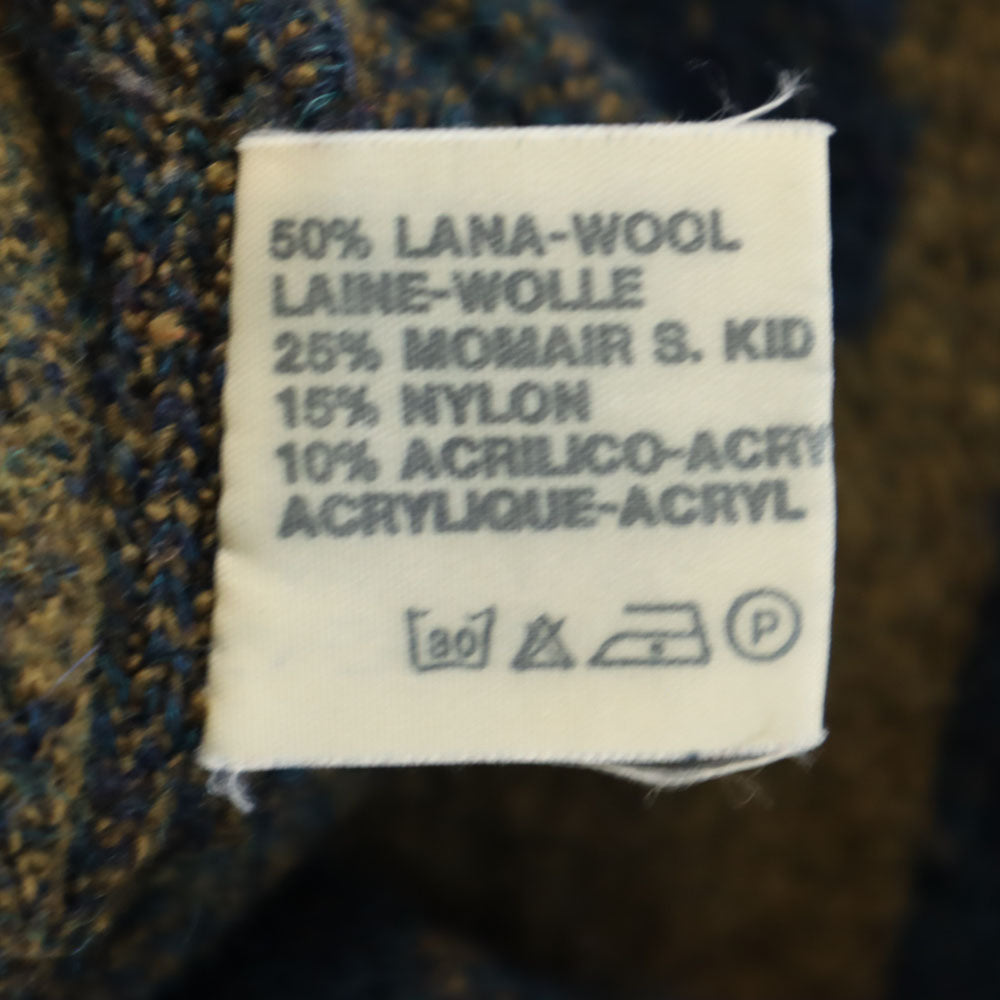 50% LANA-WOOL
LAINE-WOLLE
25% MOMAIR S. KID
15% NYLON
10% ACRILICO-ACRY
ACRYLIQUE-ACRYL
30
P